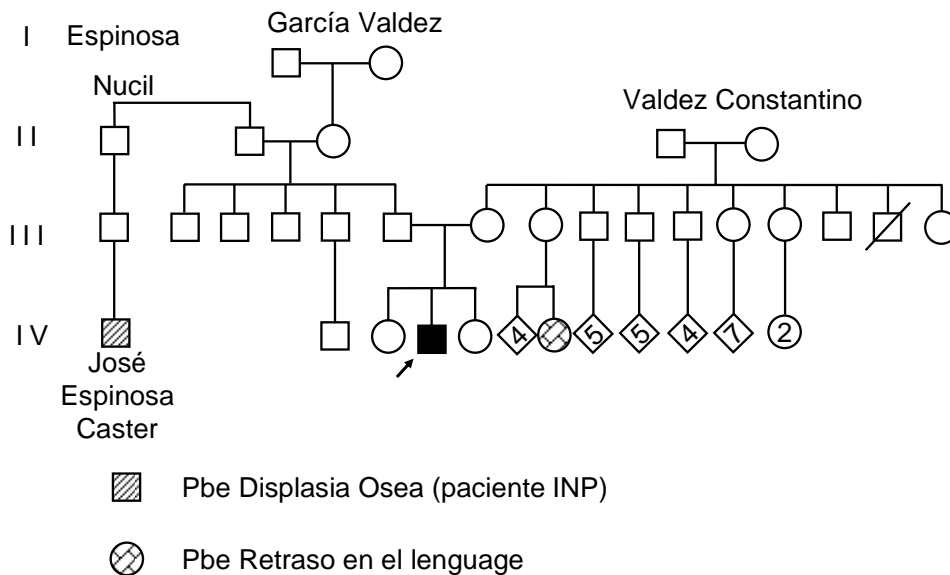 I Espinosa García Valdez
Nucil
Valdez Constantino
II
III
IV
4 5 5 4 7 2
José
Espinosa
Caster
Pbe Displasia Osea (paciente INP)
Pbe Retraso en el lenguage